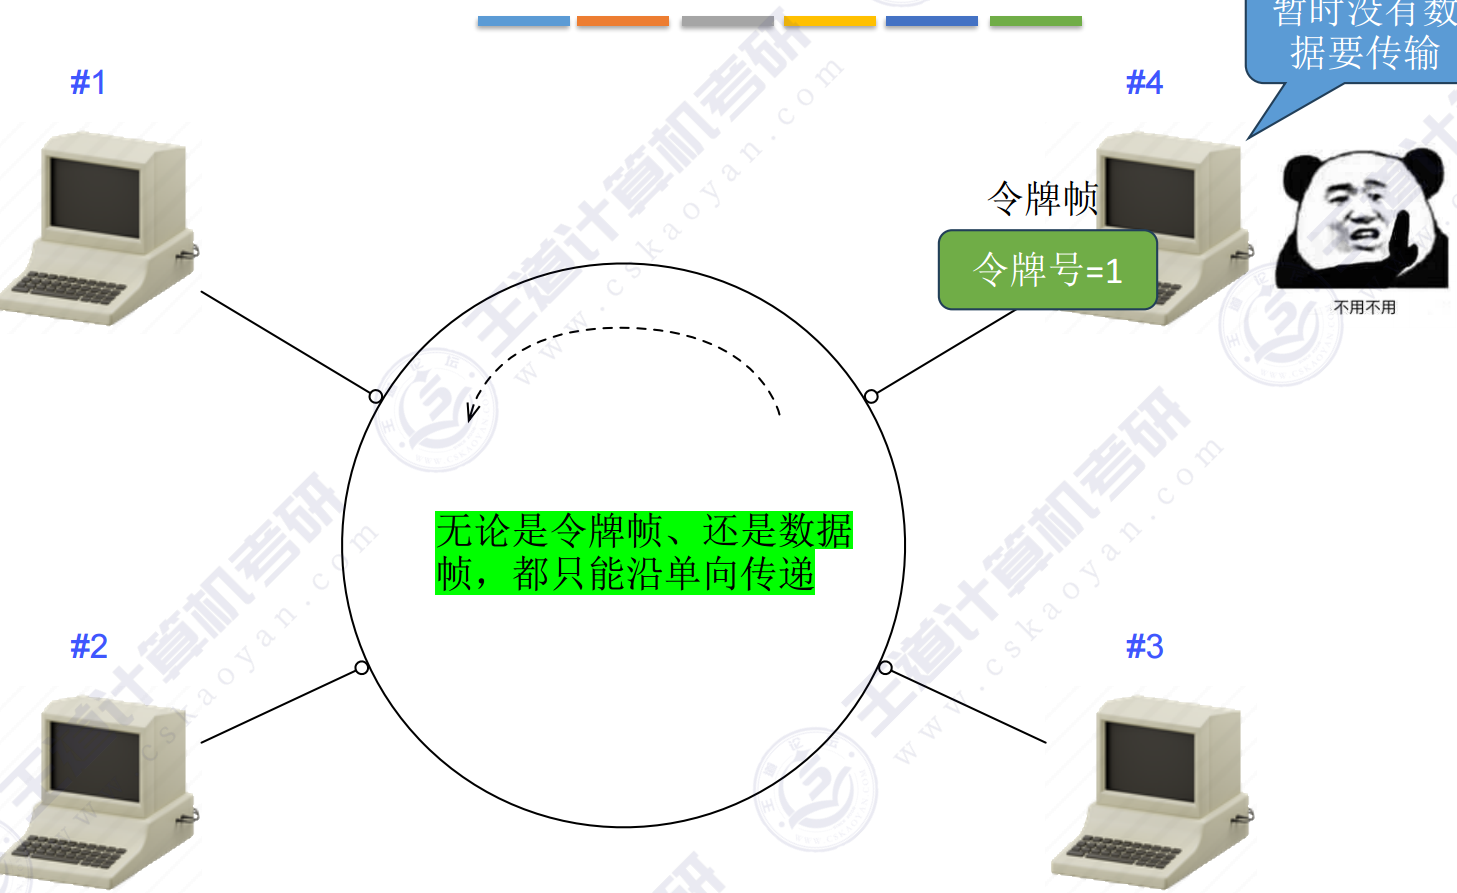 暂时没有数
据要传输
#1
#4
令牌帧
令牌号=1
不用不用
无论是令牌帧、还是数据
帧，都只能沿单向传递
#2
#3
王道计算机考研
www.cskaoyan.com
王道计算机考研
www.cskaoyan.com
王道计算机考研
www.cskaoyan.com